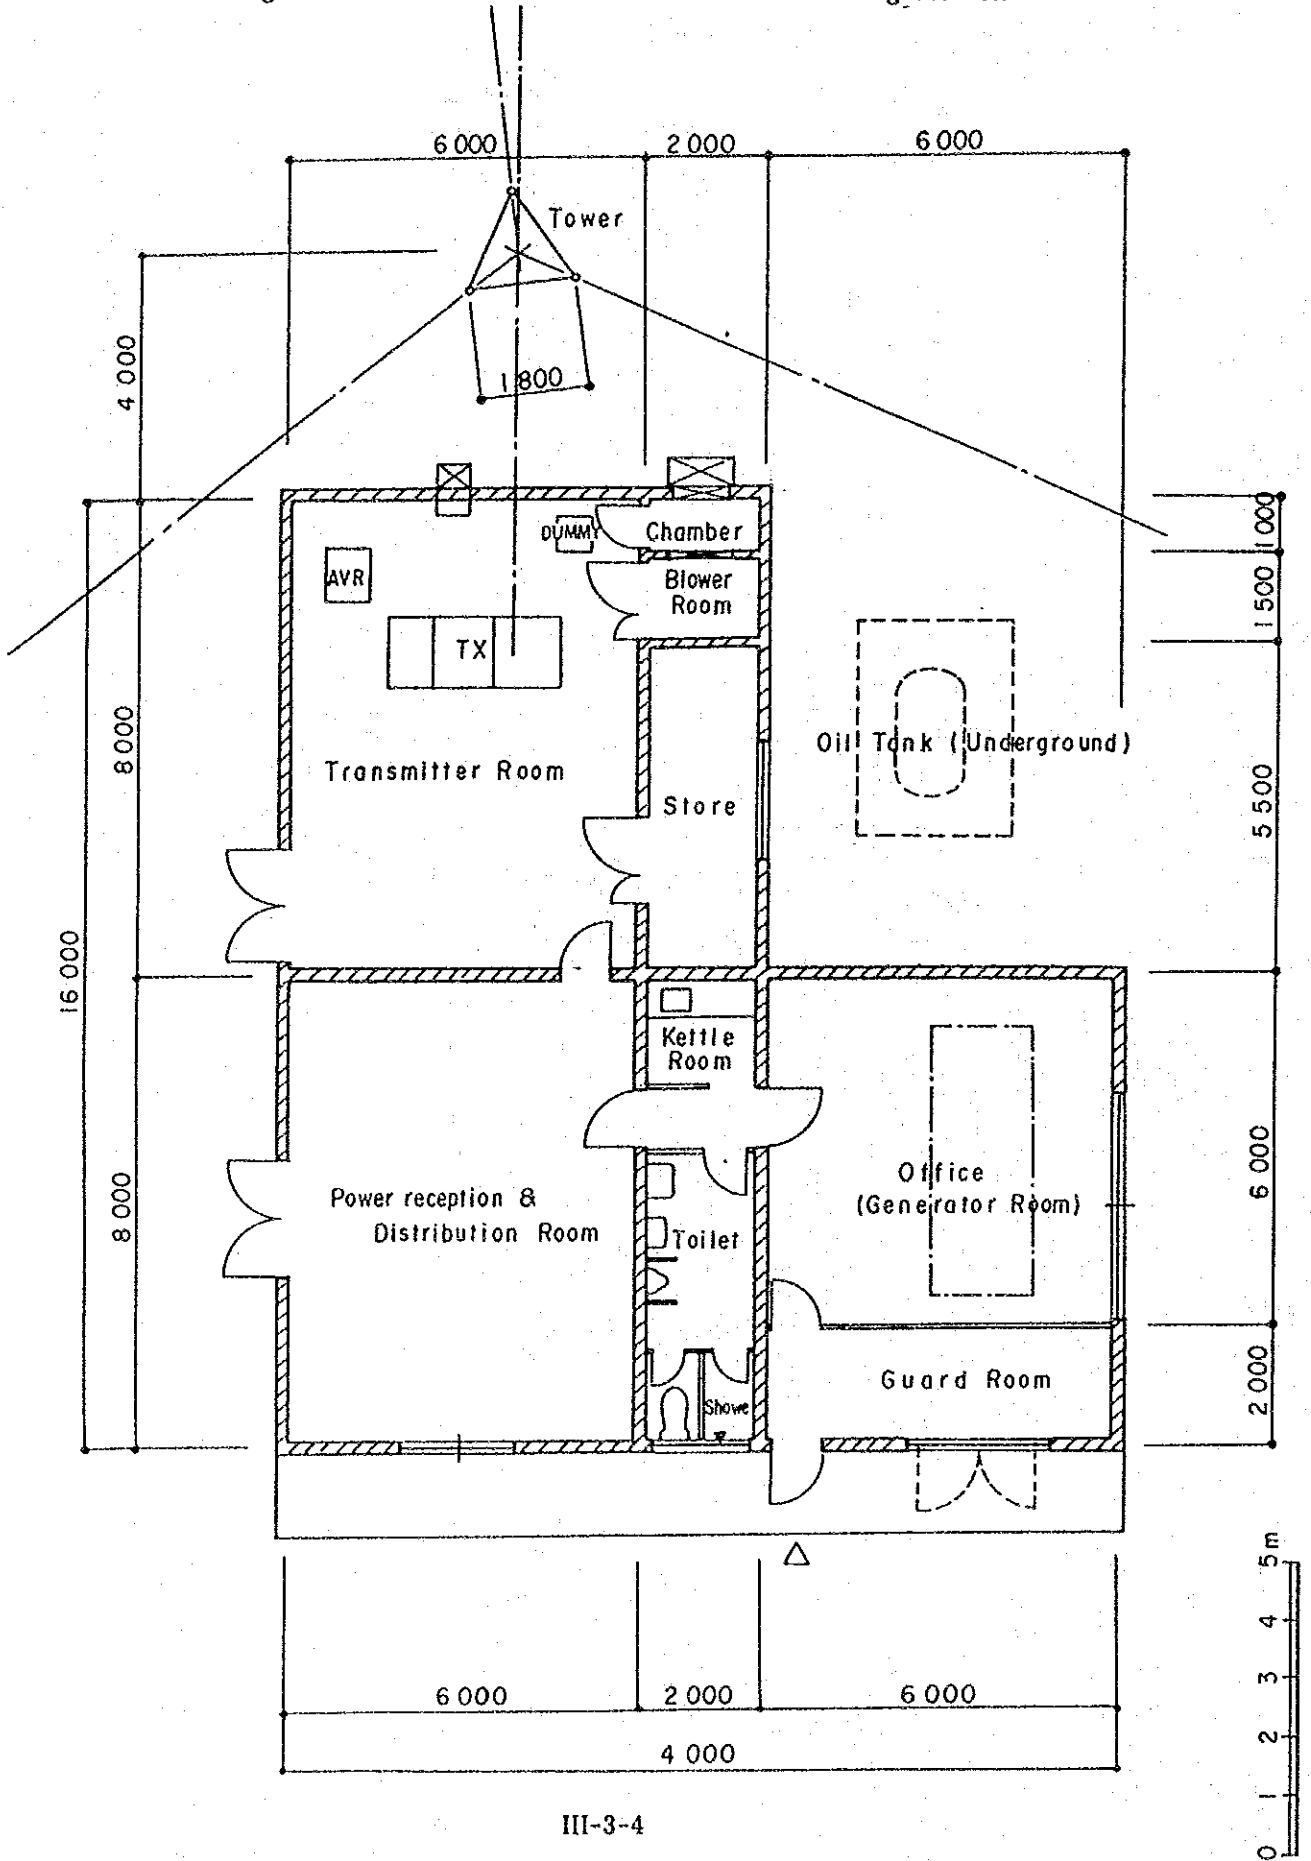 6 000
2 000
6 000
Tower
4 000
1 800
1 000
Chamber
DUMMY
AVR
Blower
Room
1 500
TX
8 000
Oil Tank (Underground)
Transmitter Room
Store
5 500
16 000
Kettle
Room
Office
(Generator Room)
6 000
8 000
Power reception &
Distribution Room
Toilet
Guard Room
2 000
Showe
6 000
2 000
6 000
4 000
5m
4
3
2
1
0
III-3-4